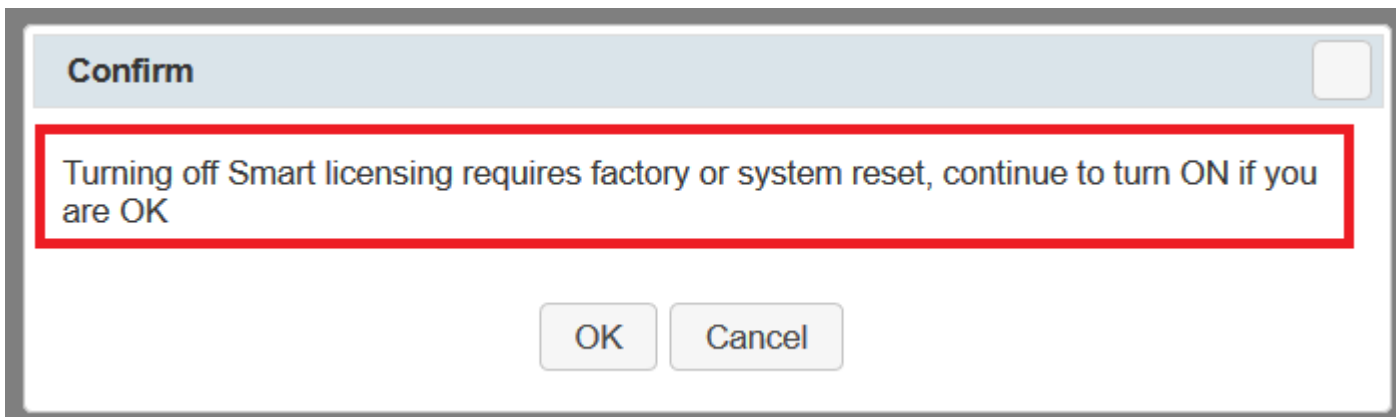 Confirm
Turning off Smart licensing requires factory or system reset, continue to turn ON if you
are OK
OK
Cancel